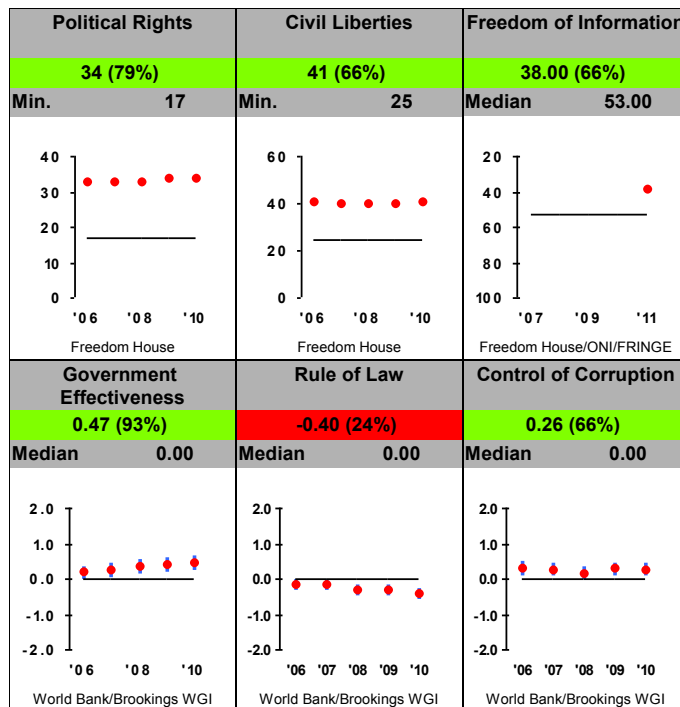 Political Rights
34 (79%)
Min. 17
40
30
20
10
0
'06 '08 '10
Freedom House
Civil Liberties
41 (66%)
Min. 25
60
40
20
0
'06 '08 '10
Freedom House
Freedom of Information
38.00 (66%)
Median 53.00
20
40
60
80
100
'07 '09 '11
Freedom House/ONI/FRINGE
Government
Effectiveness
0.47 (93%)
Median 0.00
2.0
1.0
0.0
-1.0
-2.0
'06 '08 '10
World Bank/Brookings WGI
Rule of Law
-0.40 (24%)
Median 0.00
2.0
1.0
0.0
-1.0
-2.0
'06 '07 '08 '09 '10
World Bank/Brookings WGI
Control of Corruption
0.26 (66%)
Median 0.00
2.0
1.0
0.0
-1.0
-2.0
'06 '07 '08 '09 '10
World Bank/Brookings WGI